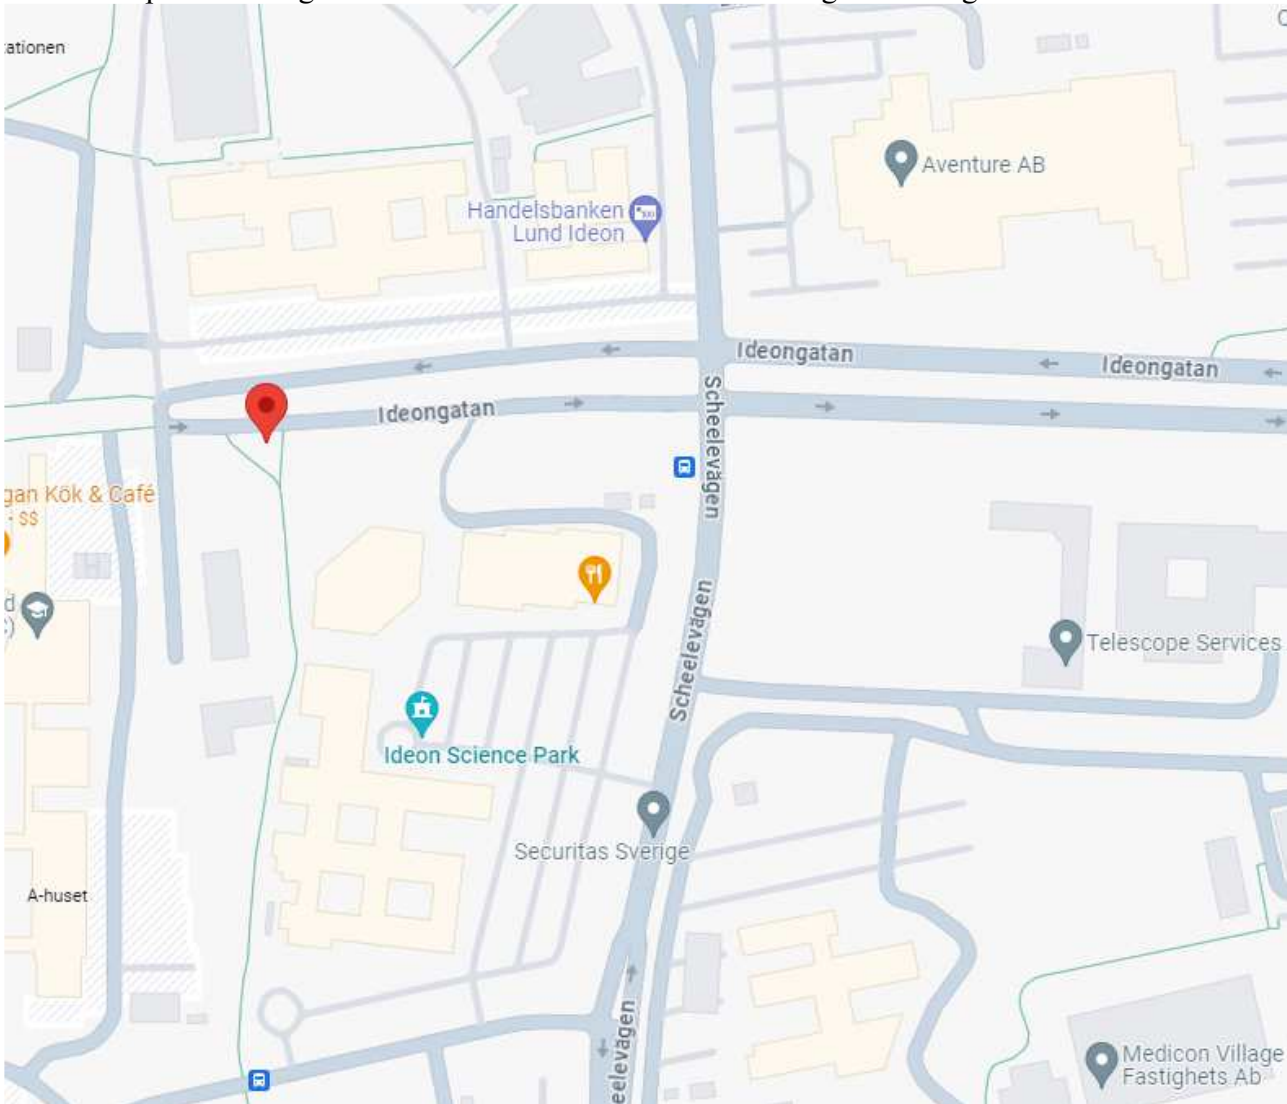 ationen
Aventure AB
Handelsbanken
Lund Ideon
Ideongatan
Ideongatan
Ideongatan
Scheelevägen
gan Kök & Café
· $$
d
Scheelevägen
Telescope Services
Ideon Science Park
Securitas Sverige
A-huset
eelevägen
Medicon Village
Fastighets Ab